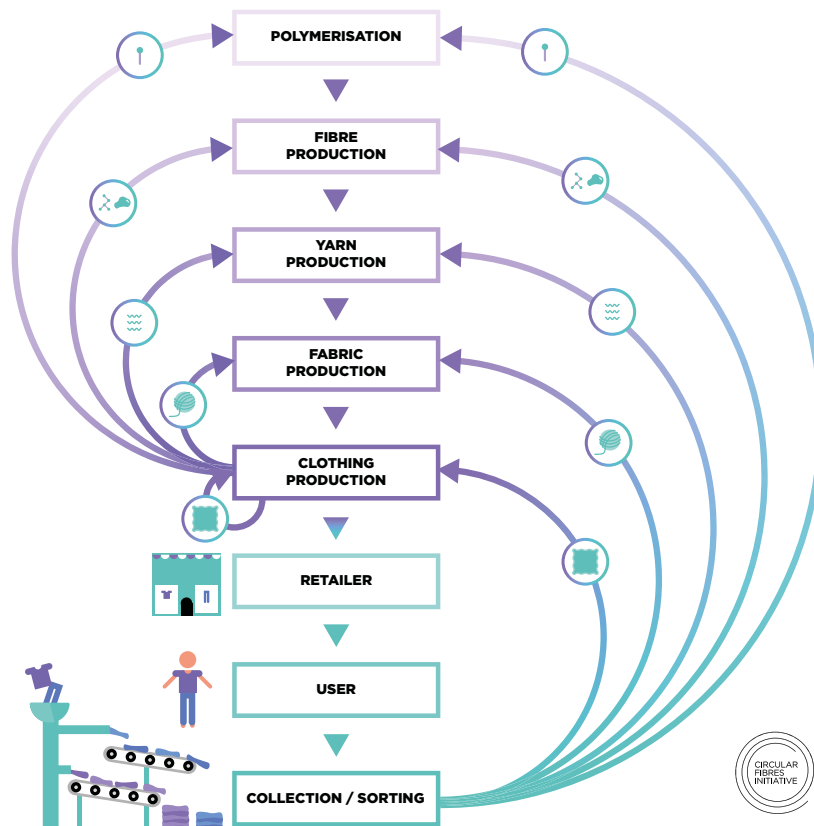 POLYMERISATION
FIBRE
PRODUCTION
YARN
PRODUCTION
FABRIC
PRODUCTION
CLOTHING
PRODUCTION
RETAILER
USER
COLLECTION / SORTING
CIRCULAR
FIBRES
INITIATIVE